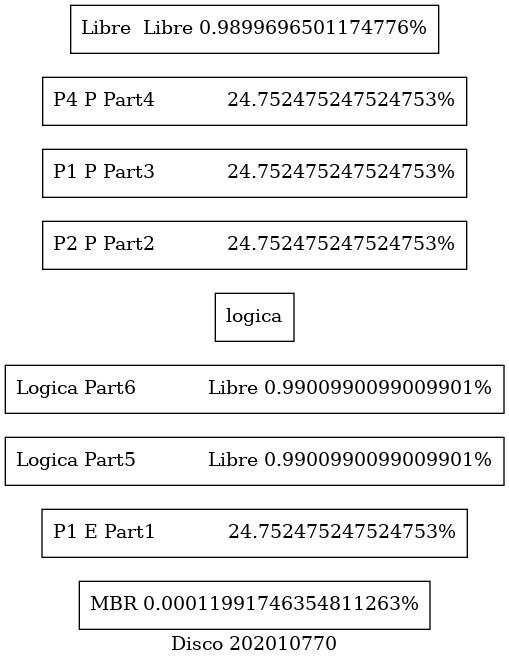 Libre  Libre 0.9899696501174776%
P4 P Part4            24.752475247524753%
P1 P Part3            24.752475247524753%
P2 P Part2            24.752475247524753%
logica
Logica Part6            Libre 0.9900990099009901%
Logica Part5            Libre 0.9900990099009901%
P1 E Part1            24.752475247524753%
MBR 0.00011991746354811263%
Disco 202010770